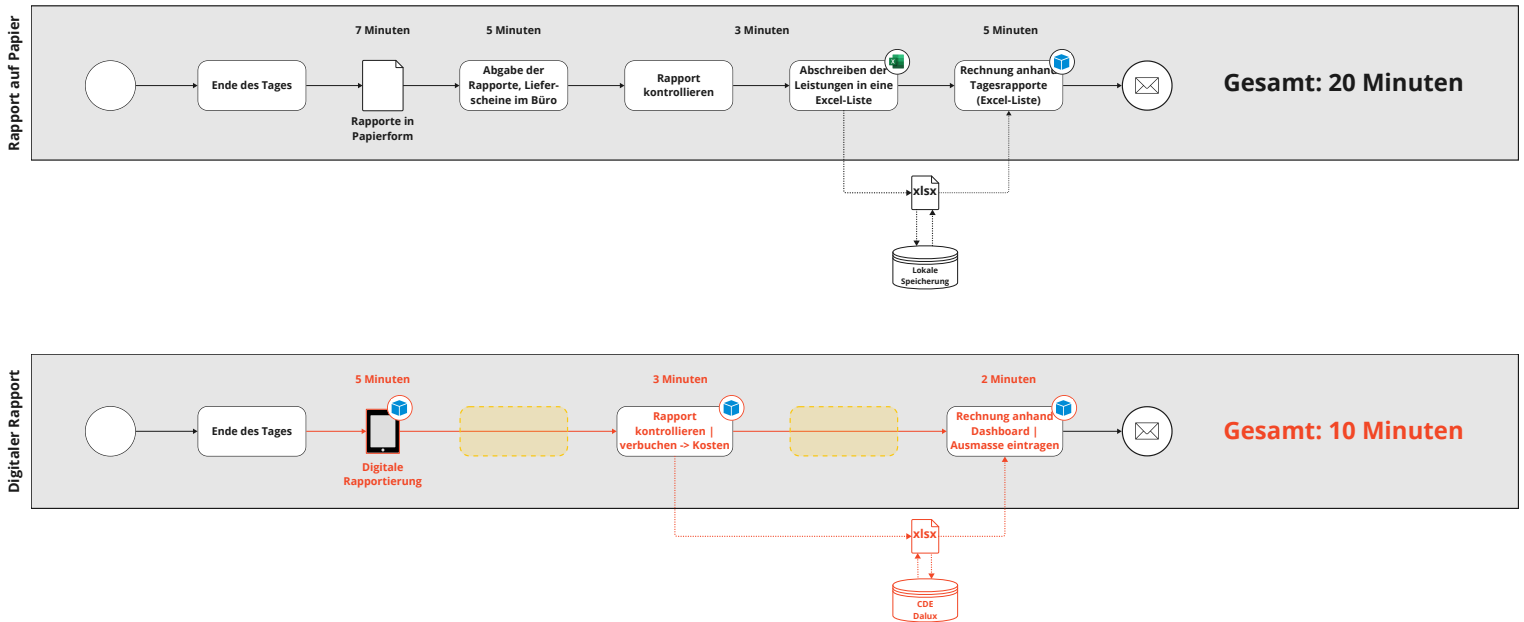 Rapport auf Papier
7 Minuten
5 Minuten
3 Minuten
5 Minuten
Ende des Tages
Rapporte in
Papierform
Abgabe der
Rapporte, Liefer-
scheine im Büro
Rapport
kontrollieren
Abschreiben der
Leistungen in eine
Excel-Liste
Rechnung anhand
Tagesrapporte
(Excel-Liste)
Gesamt: 20 Minuten
xlsx
Lokale
Speicherung
Digitaler Rapport
5 Minuten
3 Minuten
2 Minuten
Ende des Tages
Digitale
Rapportierung
Rapport
kontrollieren |
verbuchen -> Kosten
Rechnung anhand
Dashboard |
Ausmasse eintragen
Gesamt: 10 Minuten
xlsx
CDE
Dalux